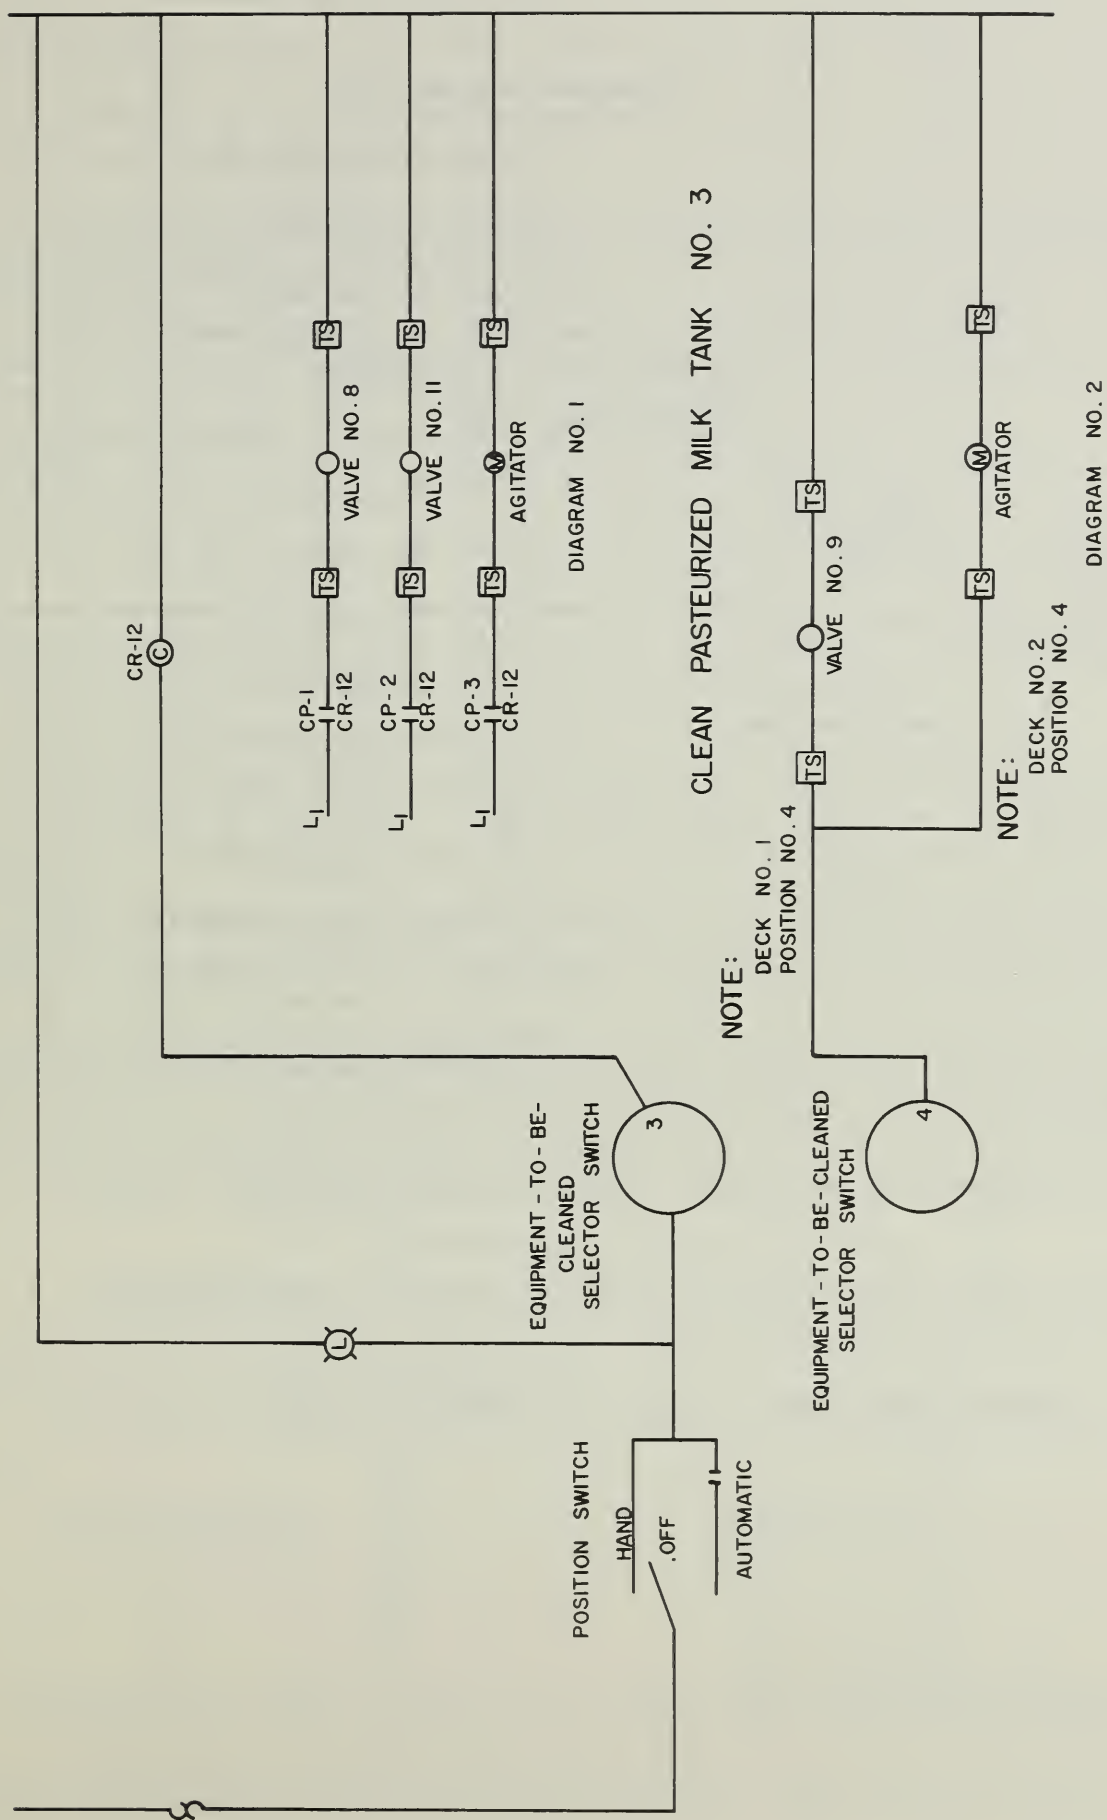 CR-12
C
CP-1
L1
CR-12
TS
VALVE NO. 8
TS
CP-2
L1
CR-12
TS
VALVE NO. 11
TS
CP-3
L1
CR-12
TS
M
AGITATOR
TS
DIAGRAM NO. 1
L
EQUIPMENT-TO-BE-
CLEANED
SELECTOR SWITCH
3
POSITION SWITCH
HAND
.OFF
AUTOMATIC
CLEAN PASTEURIZED MILK TANK NO. 3
NOTE:
DECK NO. 1
POSITION NO. 4
TS
VALVE NO. 9
TS
EQUIPMENT-TO-BE-CLEANED
SELECTOR SWITCH
4
TS
M
AGITATOR
TS
NOTE:
DECK NO. 2
POSITION NO. 4
DIAGRAM NO. 2